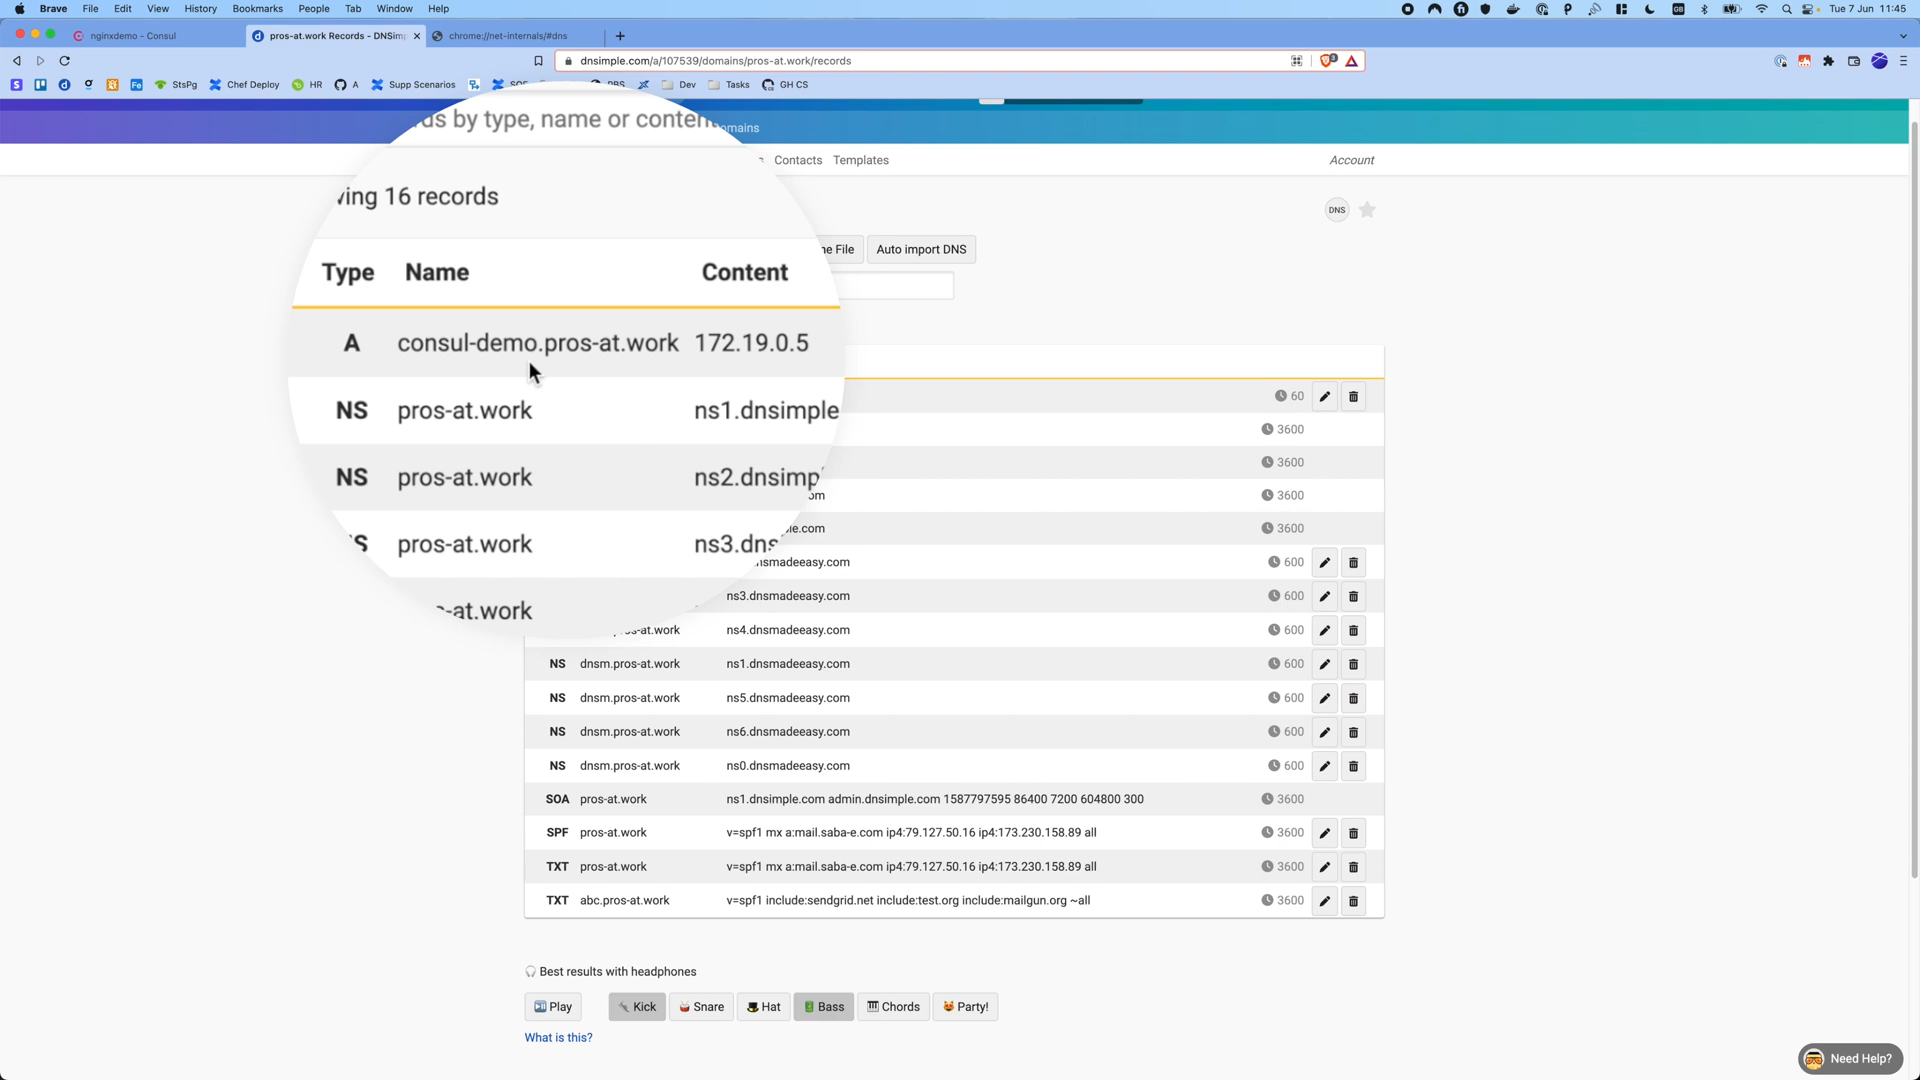 Brave File Edit View History Bookmarks People Tab Window Help Tue 7 Jun 11:45
nginxdemo - Consul pros-at.work Records - DNSim chrome://net-internals/#dns
dnsimple.com/a/107539/domains/pros-at.work/records
StsPg Chef Deploy HR A Supp Scenarios Dev Tasks GH CS
ds by type, name or conten
omains
Contacts Templates Account
ving 16 records
DNS
ne File Auto import DNS
Type Name Content
A consul-demo.pros-at.work 172.19.0.5
60
NS pros-at.work ns1.dnsimple
3600
NS pros-at.work ns2.dnsimp
3600
om 3600
S pros-at.work ns3.dns
le.com 3600
nsmadeeasy.com 600
ns3.dnsmadeeasy.com 600
s-at.work
s-at.work ns4.dnsmadeeasy.com 600
NS dnsm.pros-at.work ns1.dnsmadeeasy.com 600
NS dnsm.pros-at.work ns5.dnsmadeeasy.com 600
NS dnsm.pros-at.work ns6.dnsmadeeasy.com 600
NS dnsm.pros-at.work ns0.dnsmadeeasy.com 600
SOA pros-at.work ns1.dnsimple.com admin.dnsimple.com 1587797595 86400 7200 604800 300 3600
SPF pros-at.work v=spf1 mx a:mail.saba-e.com ip4:79.127.50.16 ip4:173.230.158.89 all 3600
TXT pros-at.work v=spf1 mx a:mail.saba-e.com ip4:79.127.50.16 ip4:173.230.158.89 all 3600
TXT abc.pros-at.work v=spf1 include:sendgrid.net include:test.org include:mailgun.org ~all 3600
Best results with headphones
Play Kick Snare Hat Bass Chords Party!
What is this?
Need Help?